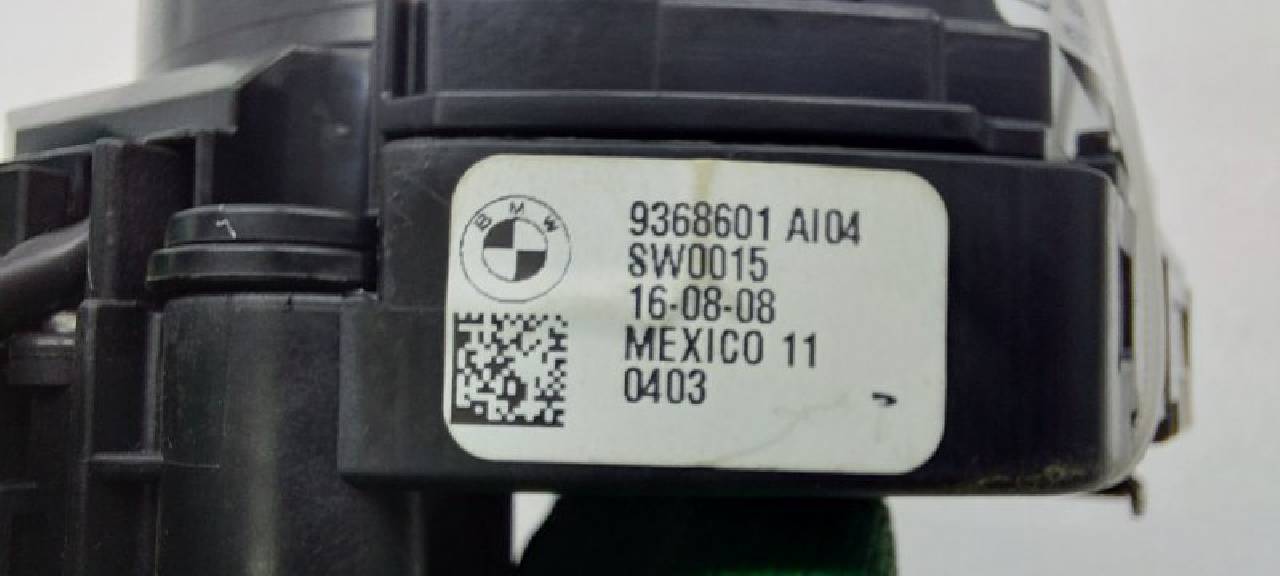 BMW
9368601 AI04
SW0015
16-08-08
MEXICO 11
0403